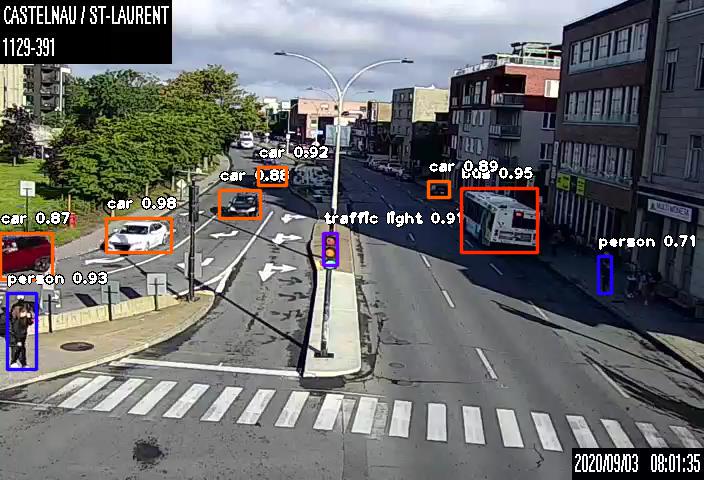 CASTELNAU / ST-LAURENT
1129-391
car 0.92
car 0.88
car 0.89
bus 0.95
car 0.98
car 0.87
traffic light 0.91
person 0.71
person 0.93
2020/09/03 08:01:35